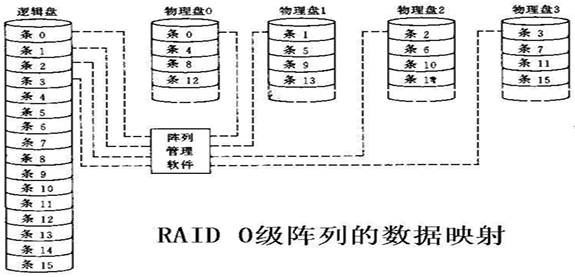 逻辑盘
条 0
条 1
条 2
条 3
条 4
条 5
条 6
条 7
条 8
条 9
条 10
条 11
条 12
条 13
条 14
条 15
物理盘0
条 0
条 4
条 8
条 12
物理盘1
条 1
条 5
条 9
条 13
物理盘2
条 2
条 6
条 10
条
物理盘3
条 3
条 7
条 11
条 15
阵列
管理
软件
RAID 0级阵列的数据映射